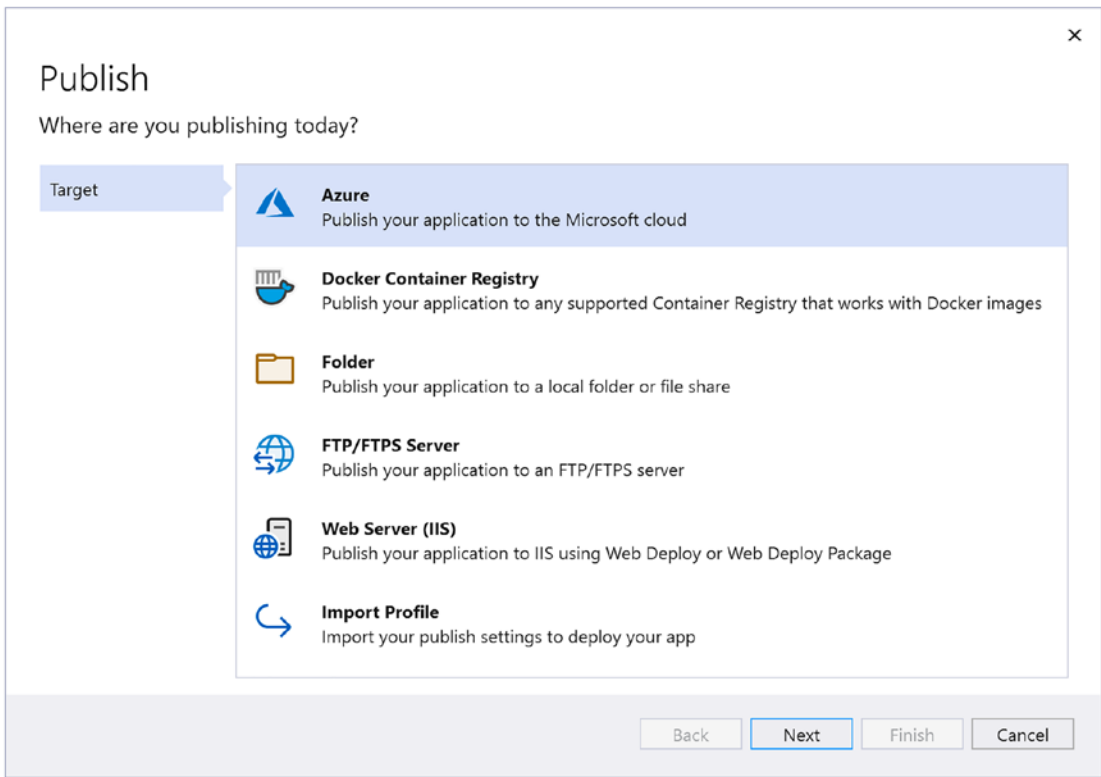 Publish
Where are you publishing today?
Target
Azure
Publish your application to the Microsoft cloud
Docker Container Registry
Publish your application to any supported Container Registry that works with Docker images
Folder
Publish your application to a local folder or file share
FTP/FTPS Server
Publish your application to an FTP/FTPS server
Web Server (IIS)
Publish your application to IIS using Web Deploy or Web Deploy Package
Import Profile
Import your publish settings to deploy your app
Back Next Finish Cancel